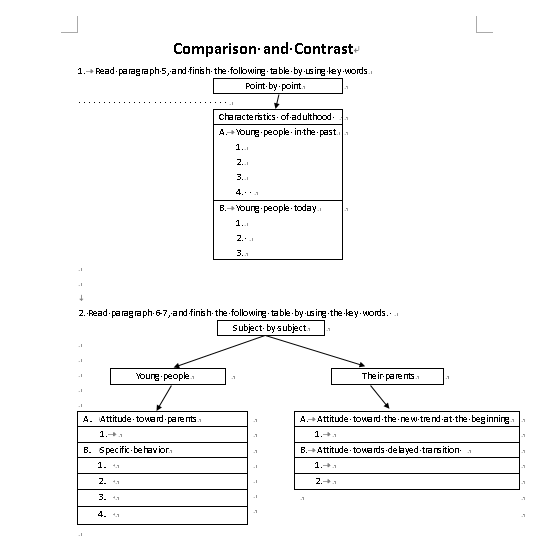 Comparison and Contrast
1. Read paragraph 5, and finish the following table by using key words
Point by point
Characteristics of adulthood
A. Young people in the past
1.
2.
3.
4.
B. Young people today
1.
2.
3.
2. Read paragraph 6-7, and finish the following table by using the key words.
Subject by subject
Young people
Their parents
A. Attitude toward parents
1.
B. Specific behavior
1.
2.
3.
4.
A. Attitude toward the new trend at the beginning
1.
B. Attitude towards delayed transition
1.
2.